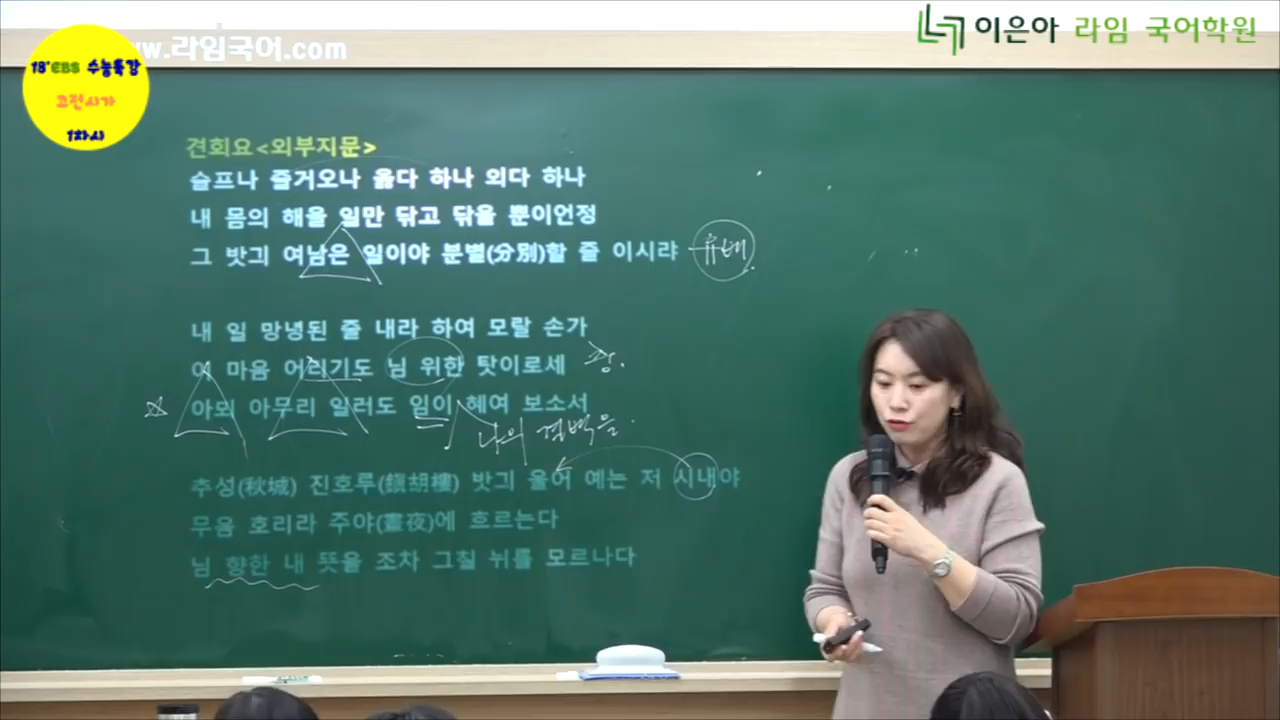 www.라임국어.com
이은아 라임 국어학원
18'EBS 수능특강
고전시가
1차시
견회요<외부지문>
슬프나 즐거오나 옳다 하나 외다 하나
내 몸의 해올 일만 닦고 닦을 뿐이언정
그 밧긔 여남은 일이야 분별(分別)할 줄 이시랴
유배
내 일 망녕된 줄 내라 하여 모랄 손가
이 마음 어리기도 님 위한 탓이로세
충.
아뫼 아무리 일러도 임이 혜여 보소서
나의 결백을.
추성(秋城) 진호루(鎭胡樓) 밧긔 울어 예는 저 시내야
무음 호리라 주야(晝夜)에 흐르는다
님 향한 내 뜻을 조차 그칠 뉘를 모르나다